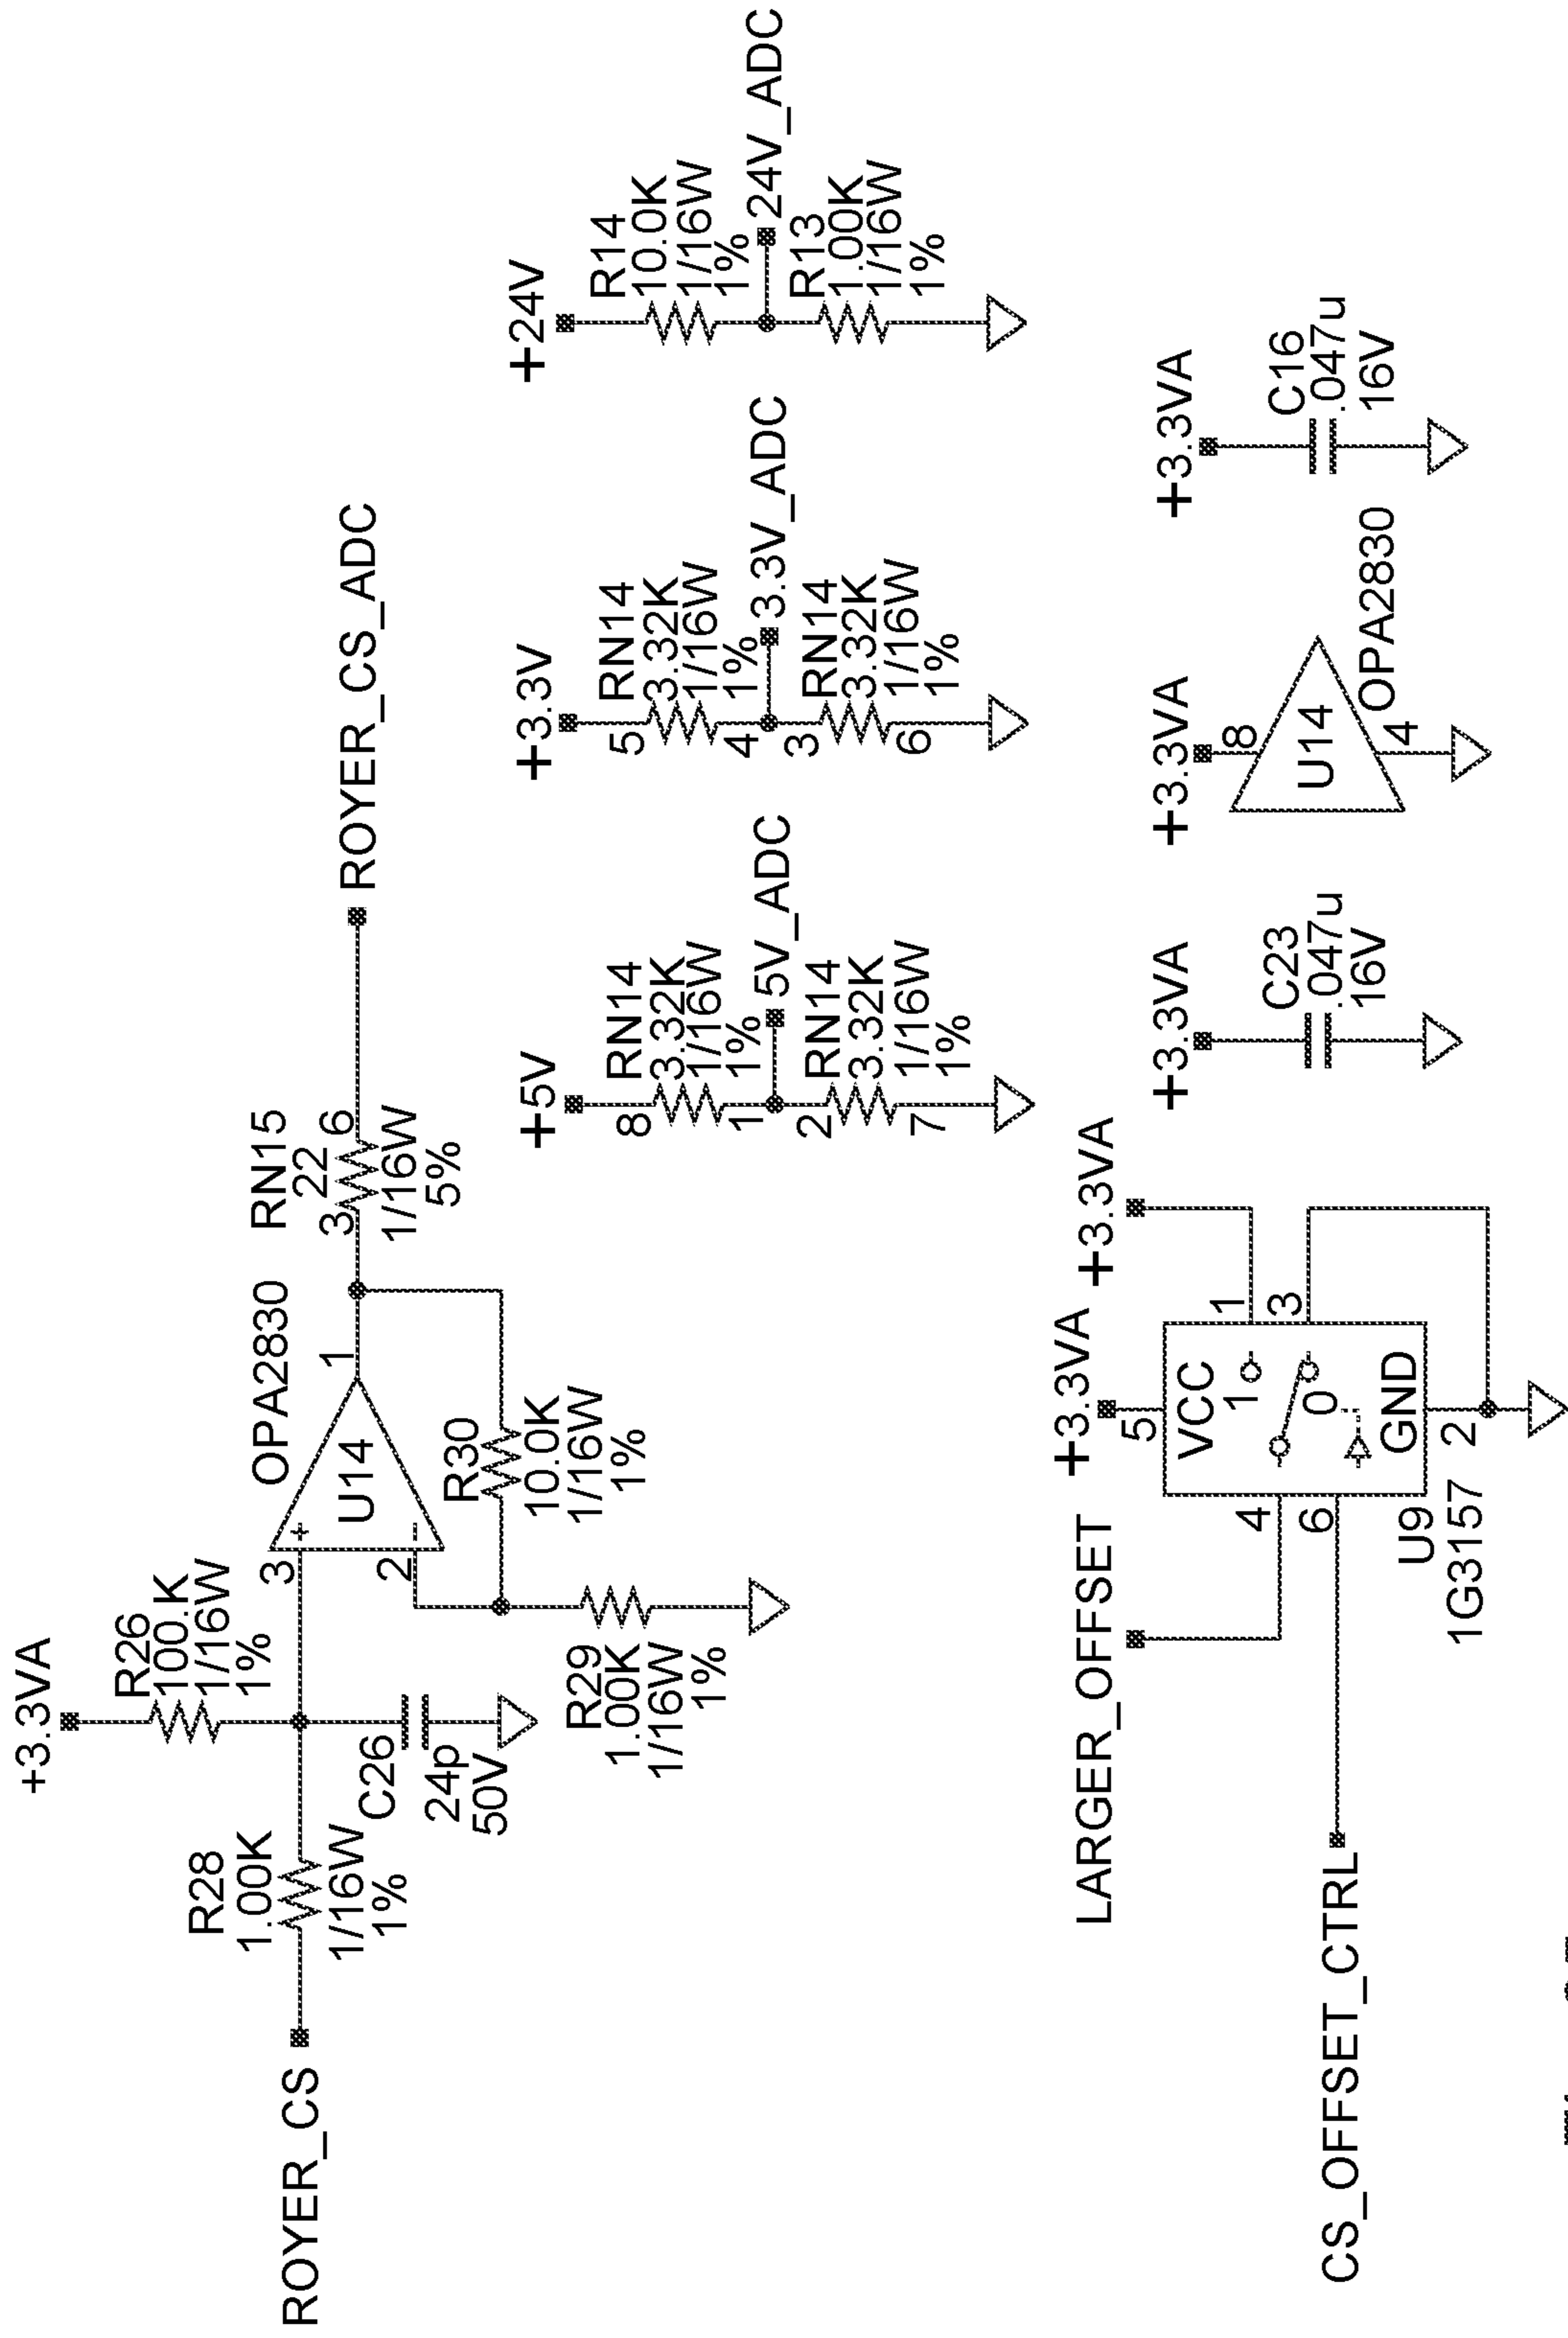 +3.3VA
R26
100.K
1/16W
1%
R28
1.00K
1/16W
1%
ROYER_CS
C26
24p
50V
3
+
2
−
U14
1
OPA2830
R30
10.0K
1/16W
1%
R29
1.00K
1/16W
1%
RN15
22
3
6
1/16W
5%
ROYER_CS_ADC
+5V
8
RN14
3.32K
1/16W
1%
1
5V_ADC
2
RN14
3.32K
1/16W
1%
7
+3.3V
5
RN14
3.32K
1/16W
1%
4
3.3V_ADC
3
RN14
3.32K
1/16W
1%
6
+24V
R14
10.0K
1/16W
1%
24V_ADC
R13
1.00K
1/16W
1%
LARGER_OFFSET
CS_OFFSET_CTRL
+3.3VA
5
VCC
4
6
1
0
GND
2
1
3
+3.3VA
U9
1G3157
+3.3VA
C23
.047u
16V
+3.3VA
8
U14
4
OPA2830
+3.3VA
C16
.047u
16V